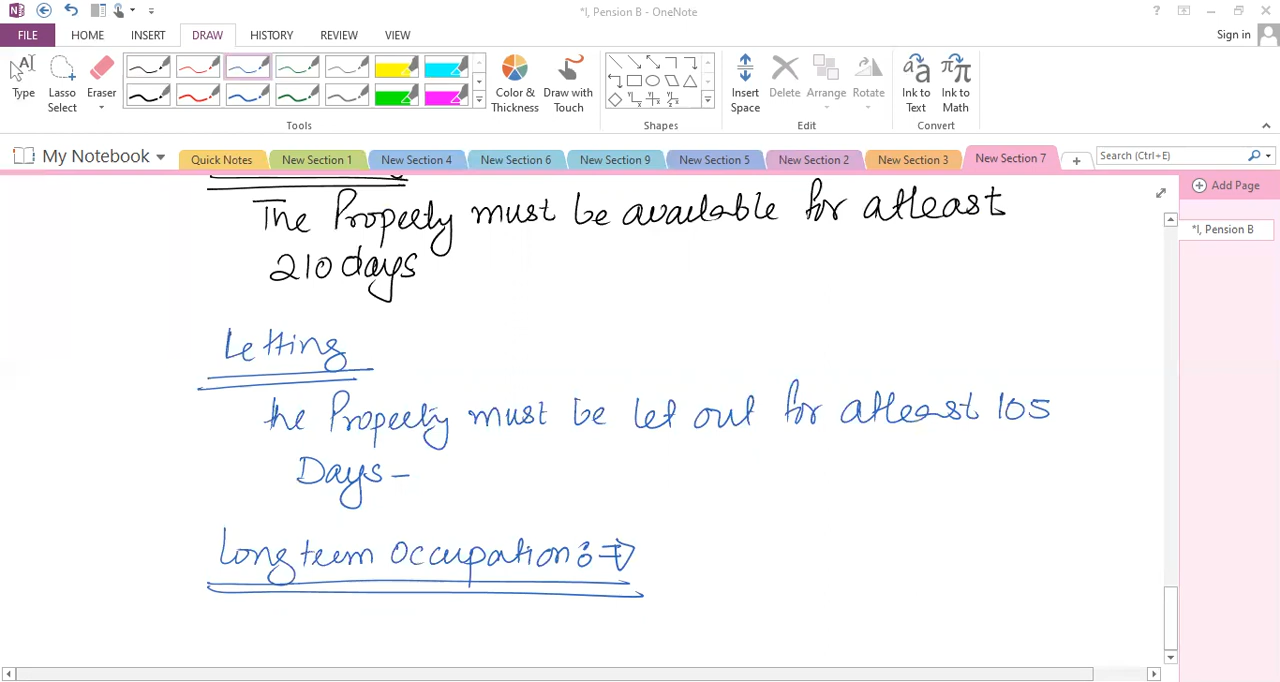 *I, Pension B - OneNote
FILE HOME INSERT DRAW HISTORY REVIEW VIEW
Sign in
Type Lasso Select Eraser Color & Thickness Draw with Touch Insert Space Delete Arrange Rotate Ink to Text Ink to Math
Tools Shapes Edit Convert
My Notebook Quick Notes New Section 1 New Section 4 New Section 6 New Section 9 New Section 5 New Section 2 New Section 3 New Section 7 Search (Ctrl+E)
Add Page
*I, Pension B
The Property must be available for atleast
210 days
Letting
the Property must be let out for atleast 105
Days -
Long term Occupation: